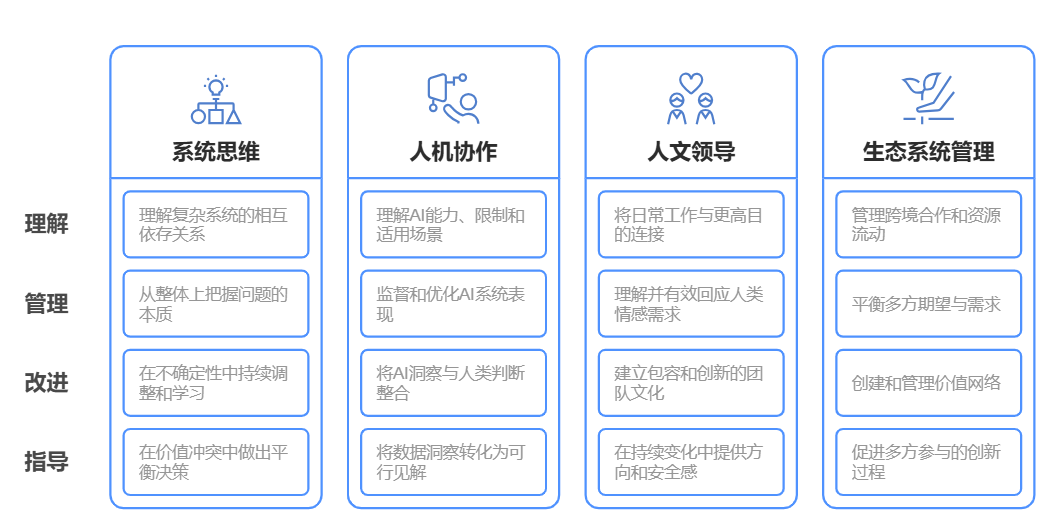 系统思维 人机协作 人文领导 生态系统管理
理解
理解复杂系统的相互
依存关系
理解AI能力、限制和
适用场景
将日常工作与更高目
的连接
管理跨境合作和资源
流动
管理
从整体上把握问题的
本质
监督和优化AI系统表
现
理解并有效回应人类
情感需求
平衡多方期望与需求
改进
在不确定性中持续调
整和学习
将AI洞察与人类判断
整合
建立包容和创新的团
队文化
创建和管理价值网络
指导
在价值冲突中做出平
衡决策
将数据洞察转化为可
行见解
在持续变化中提供方
向和安全感
促进多方参与的创新
过程